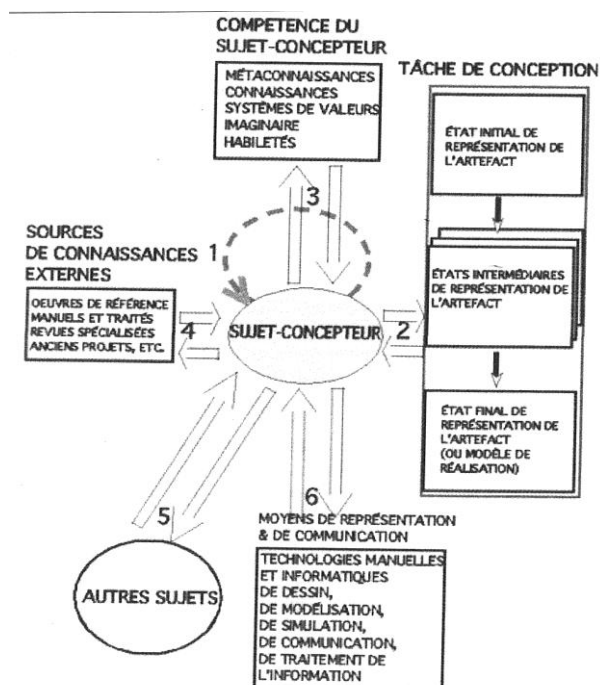 COMPETENCE DU
SUJET-CONCEPTEUR
MÉTACONNAISSANCES
CONNAISSANCES
SYSTÈMES DE VALEURS
IMAGINAIRE
HABILETÉS
TÂCHE DE CONCEPTION
ÉTAT INITIAL DE
REPRÉSENTATION DE
L'ARTEFACT
3
1
SOURCES
DE CONNAISSANCES
EXTERNES
OEUVRES DE RÉFÉRENCE
MANUELS ET TRAITÉS
REVUES SPÉCIALISÉES
ANCIENS PROJETS, ETC.
4
SUJET-CONCEPTEUR
2
ÉTATS INTERMÉDIAIRES
DE REPRÉSENTATION DE
L'ARTEFACT
ÉTAT FINAL DE
REPRÉSENTATION DE
L'ARTEFACT
(OU MODÈLE DE
RÉALISATION)
5
AUTRES SUJETS
6
MOYENS DE REPRÉSENTATION
& DE COMMUNICATION
TECHNOLOGIES MANUELLES
ET INFORMATIQUES
DE DESSIN,
DE MODÉLISATION,
DE SIMULATION,
DE COMMUNICATION,
DE TRAITEMENT DE
L'INFORMATION